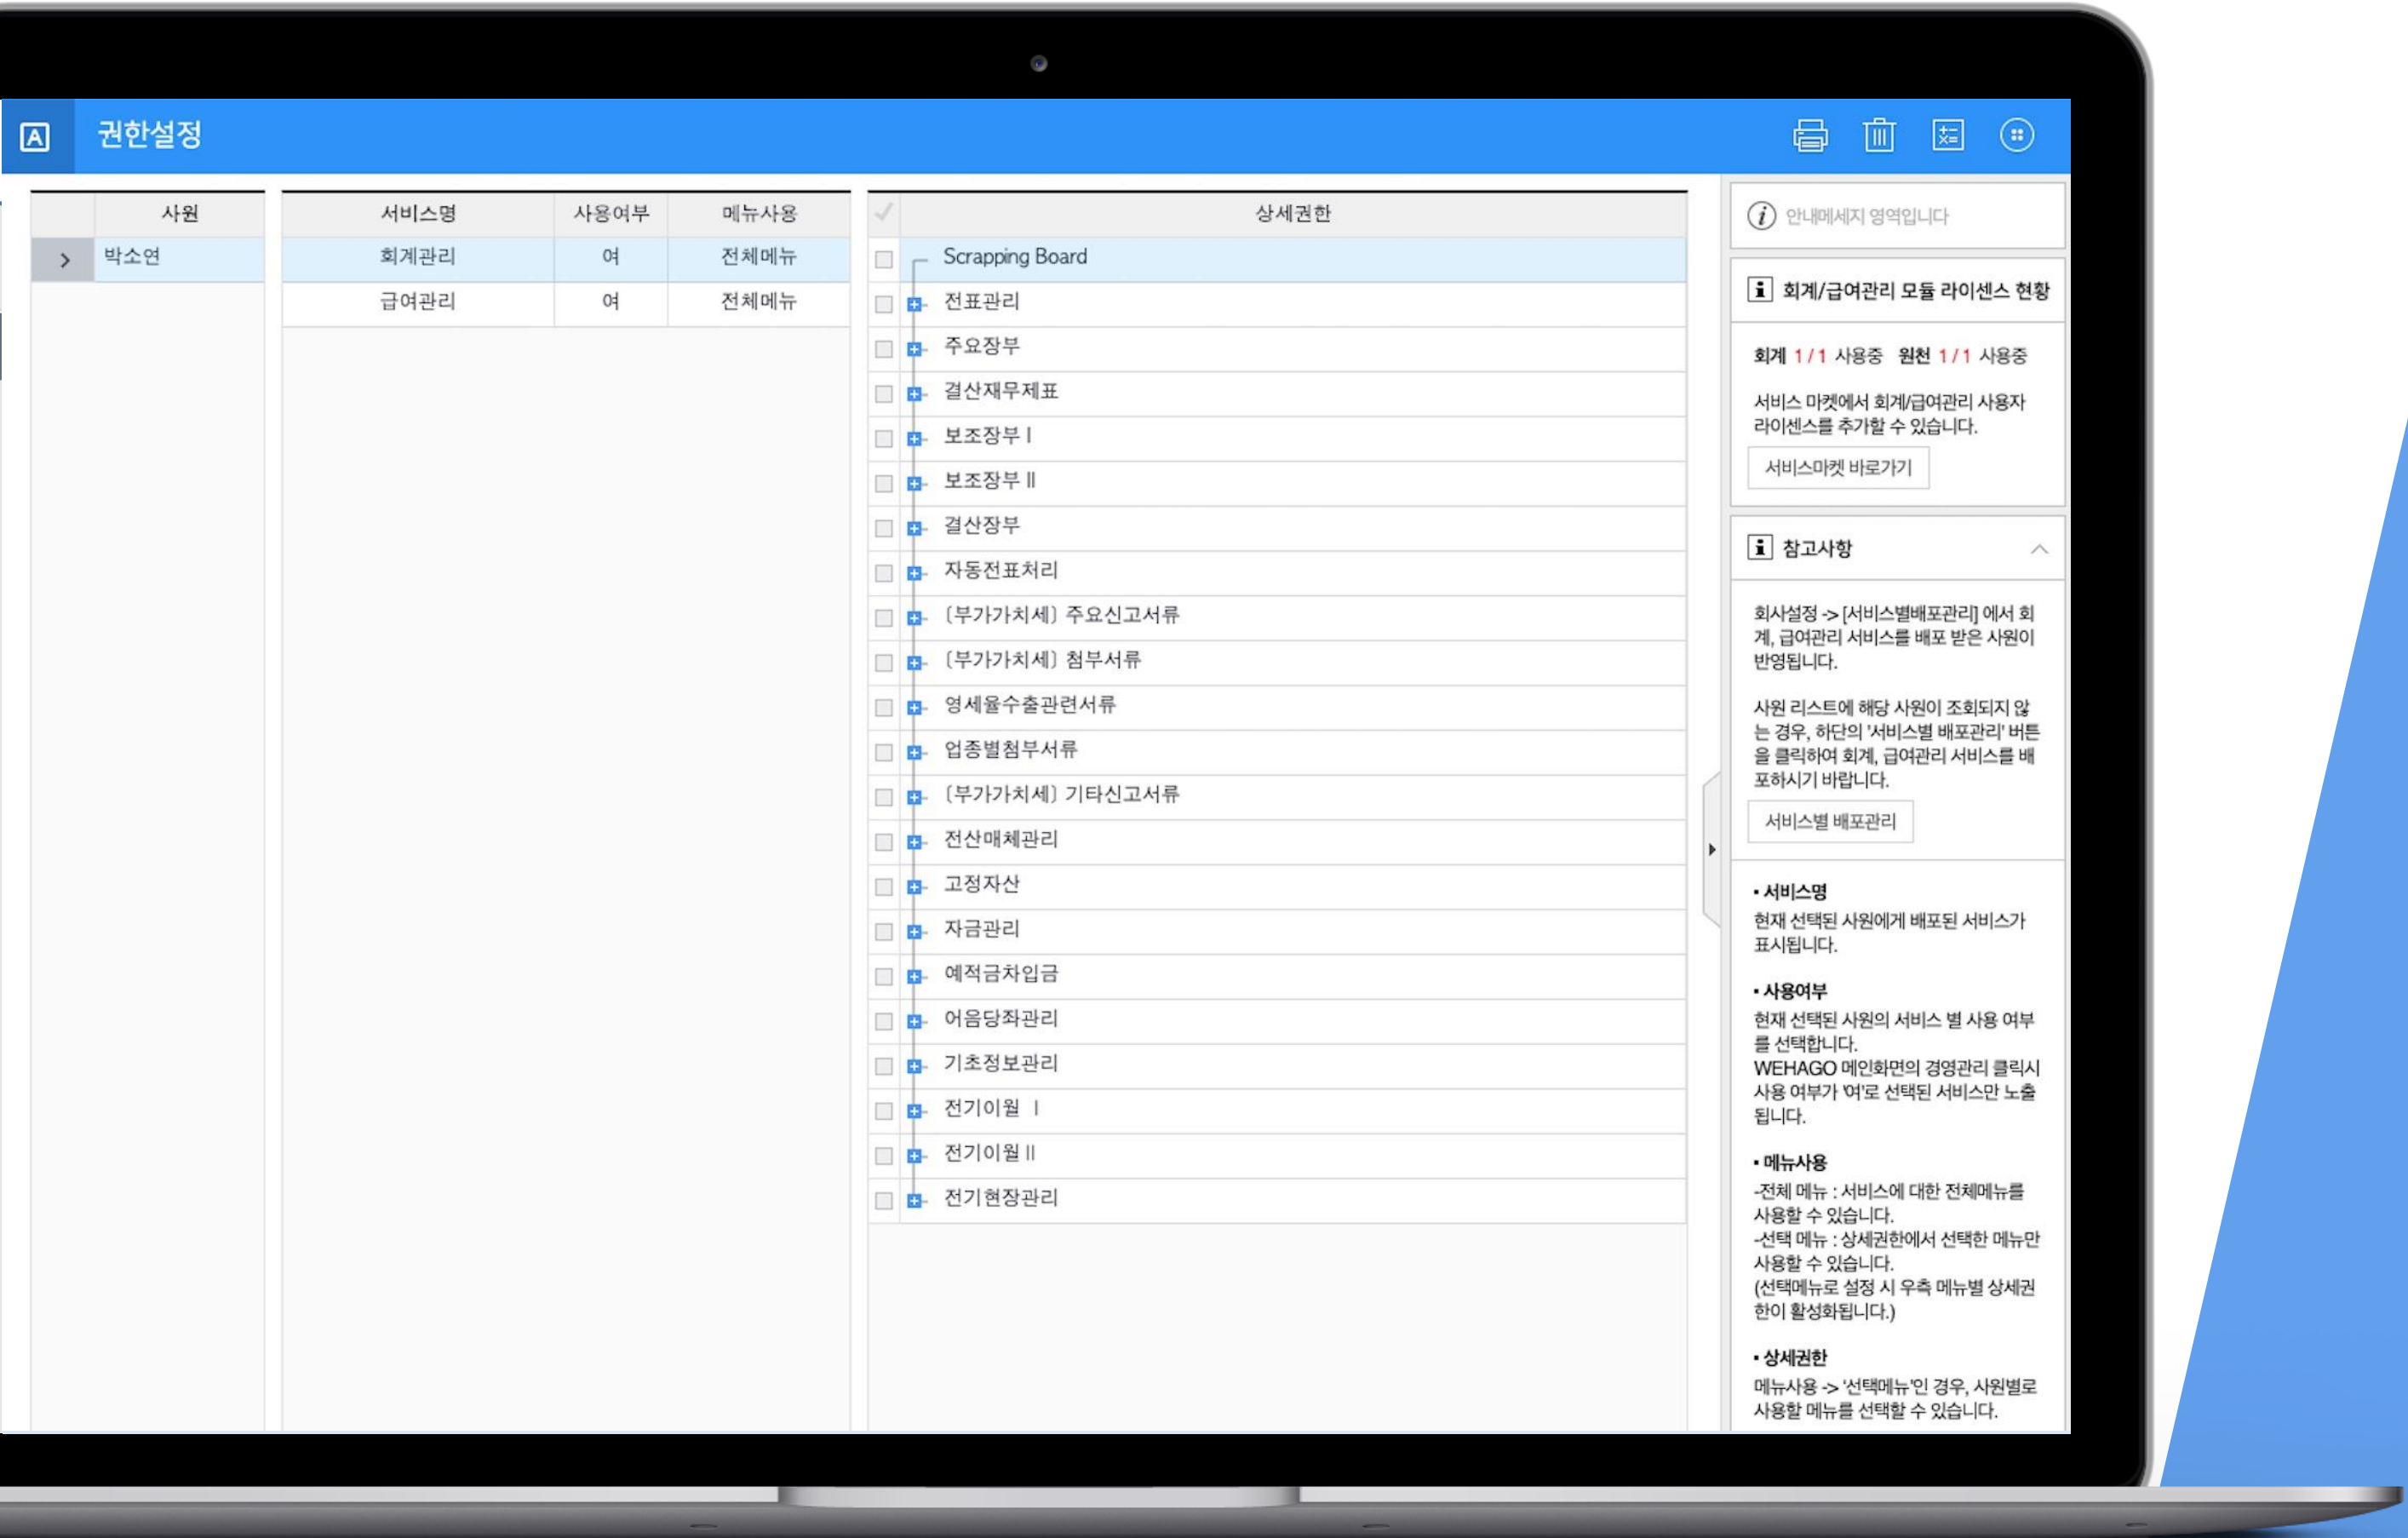 A 권한설정
사원
박소연
서비스명 사용여부 메뉴사용
회계관리 여 전체메뉴
급여관리 여 전체메뉴
상세권한
Scrapping Board
전표관리
주요장부
결산재무제표
보조장부 Ⅰ
보조장부 Ⅱ
결산장부
자동전표처리
〔부가가치세〕 주요신고서류
〔부가가치세〕 첨부서류
영세율수출관련서류
업종별첨부서류
〔부가가치세〕 기타신고서류
전산매체관리
고정자산
자금관리
예적금차입금
어음당좌관리
기초정보관리
전기이월 Ⅰ
전기이월 Ⅱ
전기현장관리
안내메세지 영역입니다
회계/급여관리 모듈 라이센스 현황
회계 1 / 1 사용중 원천 1 / 1 사용중
서비스 마켓에서 회계/급여관리 사용자
라이센스를 추가할 수 있습니다.
서비스마켓 바로가기
참고사항
회사설정 -> [서비스별배포관리] 에서 회
계, 급여관리 서비스를 배포 받은 사원이
반영됩니다.
사원 리스트에 해당 사원이 조회되지 않
는 경우, 하단의 '서비스별 배포관리' 버튼
을 클릭하여 회계, 급여관리 서비스를 배
포하시기 바랍니다.
서비스별 배포관리
▪ 서비스명
현재 선택된 사원에게 배포된 서비스가
표시됩니다.
▪ 사용여부
현재 선택된 사원의 서비스 별 사용 여부
를 선택합니다.
WEHAGO 메인화면의 경영관리 클릭시
사용 여부가 '여'로 선택된 서비스만 노출
됩니다.
▪ 메뉴사용
-전체 메뉴 : 서비스에 대한 전체메뉴를
사용할 수 있습니다.
-선택 메뉴 : 상세권한에서 선택한 메뉴만
사용할 수 있습니다.
(선택메뉴로 설정 시 우측 메뉴별 상세권
한이 활성화됩니다.)
▪ 상세권한
메뉴사용 -> '선택메뉴'인 경우, 사원별로
사용할 메뉴를 선택할 수 있습니다.